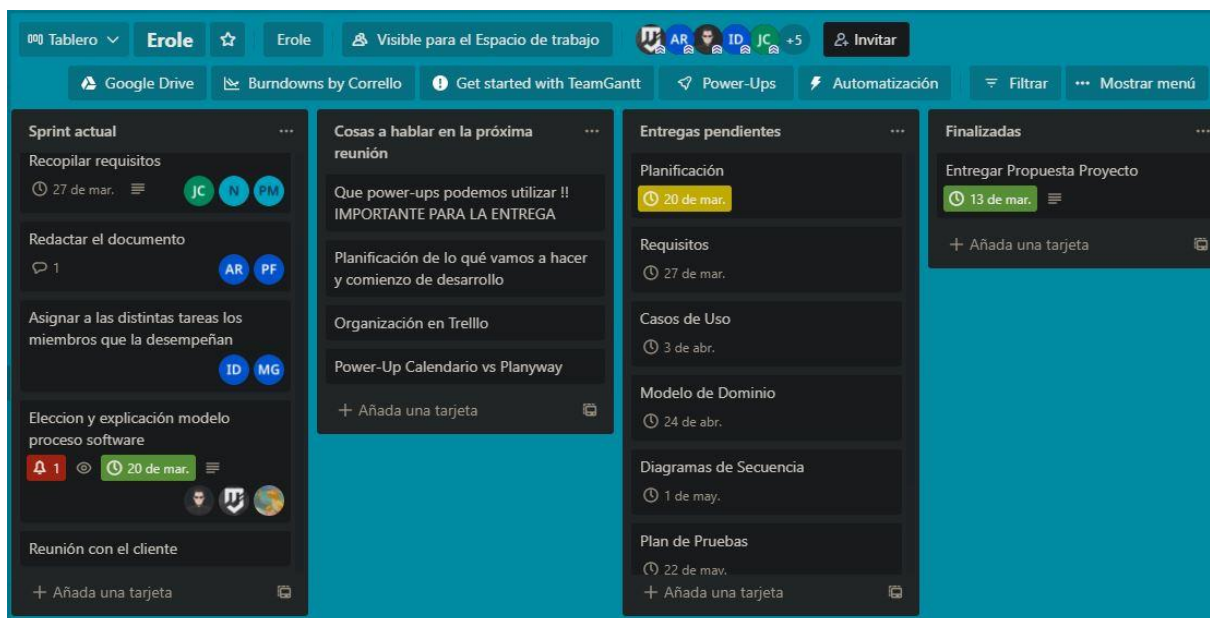 Tablero
Erole
Erole
Visible para el Espacio de trabajo
AR
ID
JC
+5
Invitar
Google Drive
Burndowns by Corrello
Get started with TeamGantt
Power-Ups
Automatización
Filtrar
Mostrar menú
Sprint actual
Recopilar requisitos
27 de mar.
JC
N
PM
Redactar el documento
1
AR
PF
Asignar a las distintas tareas los
miembros que la desempeñan
ID
MG
Eleccion y explicación modelo
proceso software
1
20 de mar.
Reunión con el cliente
+ Añada una tarjeta
Cosas a hablar en la próxima
reunión
Que power-ups podemos utilizar !!
IMPORTANTE PARA LA ENTREGA
Planificación de lo qué vamos a hacer
y comienzo de desarrollo
Organización en Trelllo
Power-Up Calendario vs Planyway
+ Añada una tarjeta
Entregas pendientes
Planificación
20 de mar.
Requisitos
27 de mar.
Casos de Uso
3 de abr.
Modelo de Dominio
24 de abr.
Diagramas de Secuencia
1 de may.
Plan de Pruebas
22 de may.
+ Añada una tarjeta
Finalizadas
Entregar Propuesta Proyecto
13 de mar.
+ Añada una tarjeta